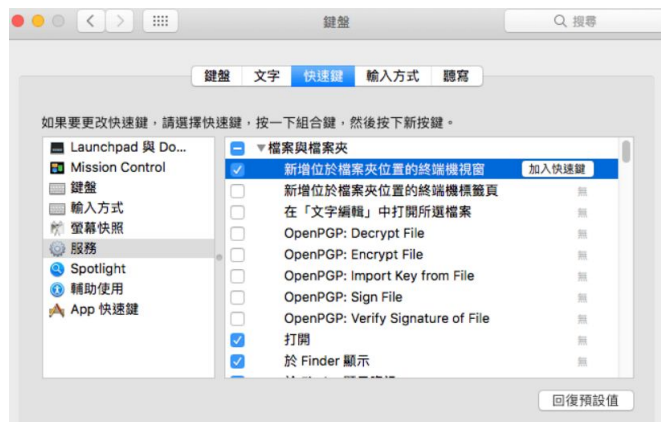 鍵盤
搜尋
鍵盤 文字 快速鍵 輸入方式 聽寫
如果要更改快速鍵，請選擇快速鍵，按一下組合鍵，然後按下新按鍵。
Launchpad 與 Do...
Mission Control
鍵盤
輸入方式
螢幕快照
服務
Spotlight
輔助使用
App 快速鍵
檔案與檔案夾
新增位於檔案夾位置的終端機視窗 加入快速鍵
新增位於檔案夾位置的終端機標籤頁 無
在「文字編輯」中打開所選檔案 無
OpenPGP: Decrypt File 無
OpenPGP: Encrypt File 無
OpenPGP: Import Key from File 無
OpenPGP: Sign File 無
OpenPGP: Verify Signature of File 無
打開 無
於 Finder 顯示 無
回復預設值